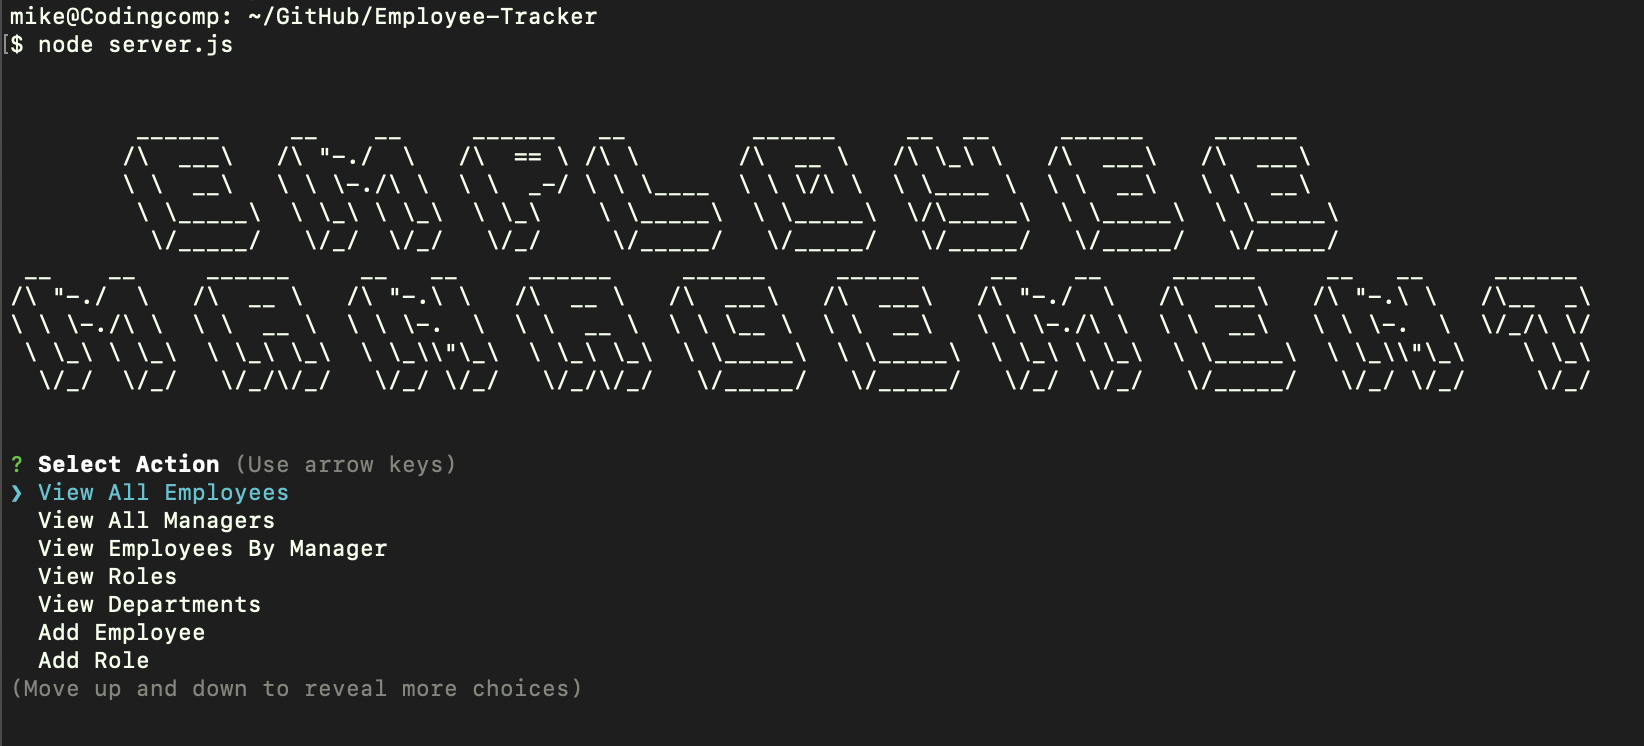 mike@Codingcomp: ~/GitHub/Employee-Tracker
[$ node server.js
EMPLOYEE
MANAGEMENT
? Select Action (Use arrow keys)
❯ View All Employees
View All Managers
View Employees By Manager
View Roles
View Departments
Add Employee
Add Role
(Move up and down to reveal more choices)